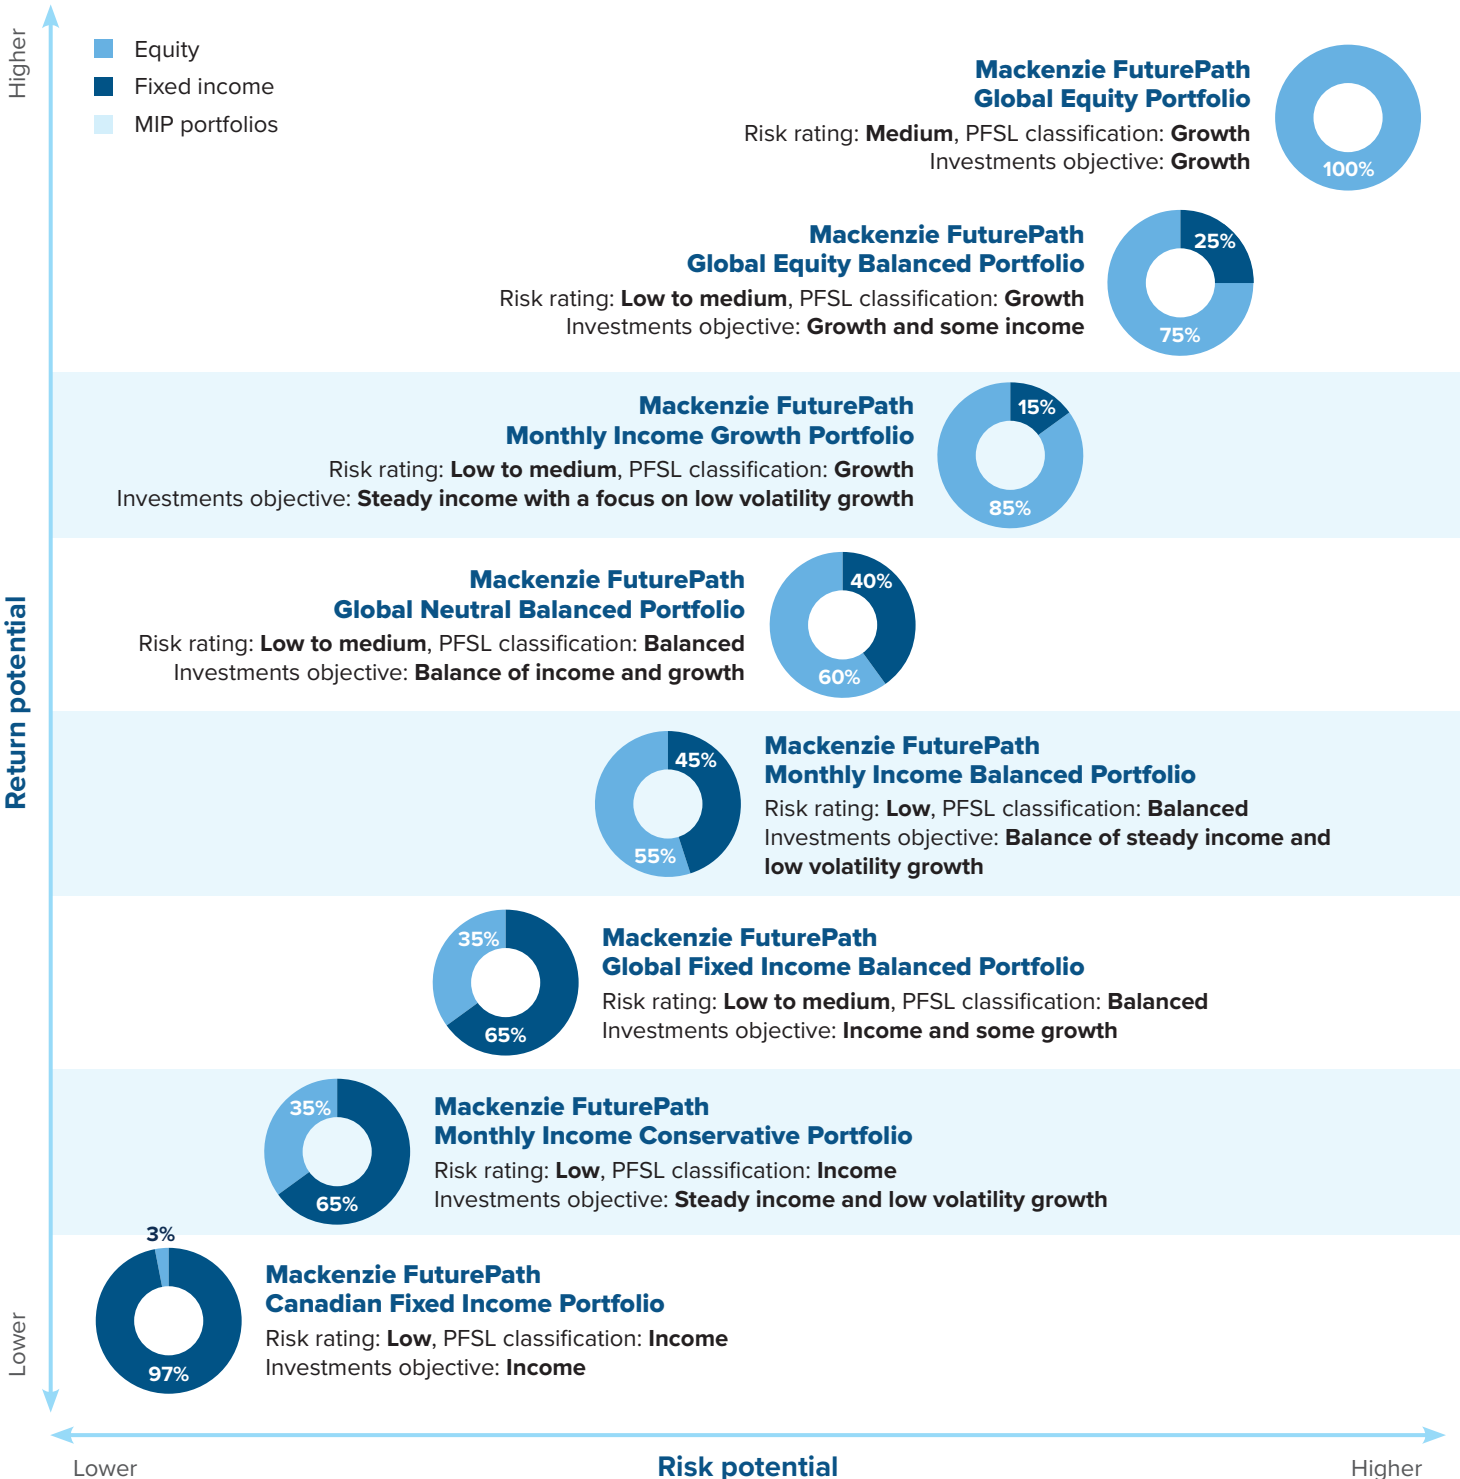 Higher
Equity
Fixed income
MIP portfolios
Mackenzie FuturePath
Global Equity Portfolio
Risk rating: Medium, PFSL classification: Growth
Investments objective: Growth
100%
Mackenzie FuturePath
Global Equity Balanced Portfolio
Risk rating: Low to medium, PFSL classification: Growth
Investments objective: Growth and some income
25%
75%
Mackenzie FuturePath
Monthly Income Growth Portfolio
Risk rating: Low to medium, PFSL classification: Growth
Investments objective: Steady income with a focus on low volatility growth
15%
85%
Mackenzie FuturePath
Global Neutral Balanced Portfolio
Risk rating: Low to medium, PFSL classification: Balanced
Investments objective: Balance of income and growth
40%
60%
Return potential
45%
55%
Mackenzie FuturePath
Monthly Income Balanced Portfolio
Risk rating: Low, PFSL classification: Balanced
Investments objective: Balance of steady income and
low volatility growth
35%
65%
Mackenzie FuturePath
Global Fixed Income Balanced Portfolio
Risk rating: Low to medium, PFSL classification: Balanced
Investments objective: Income and some growth
35%
65%
Mackenzie FuturePath
Monthly Income Conservative Portfolio
Risk rating: Low, PFSL classification: Income
Investments objective: Steady income and low volatility growth
3%
97%
Mackenzie FuturePath
Canadian Fixed Income Portfolio
Risk rating: Low, PFSL classification: Income
Investments objective: Income
Lower
Lower
Risk potential
Higher